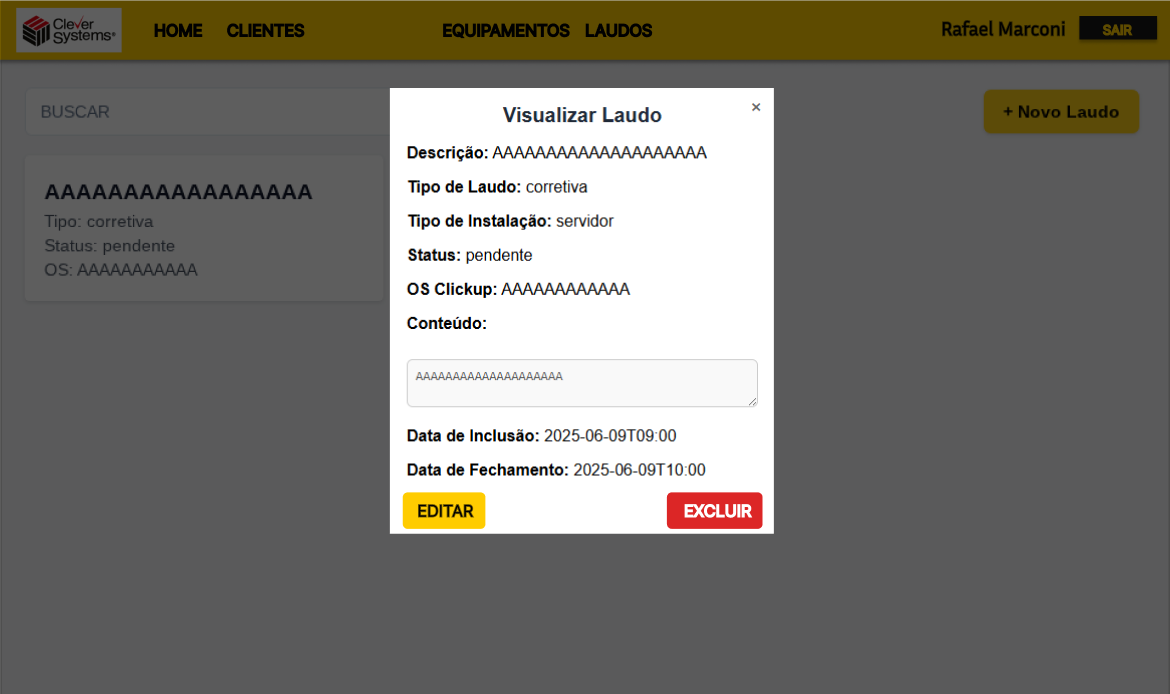 Clever
Systems®
HOME CLIENTES EQUIPAMENTOS LAUDOS Rafael Marconi SAIR
BUSCAR
+ Novo Laudo
AAAAAAAAAAAAAAAAA
Tipo: corretiva
Status: pendente
OS: AAAAAAAAAAA
Visualizar Laudo ×
Descrição: AAAAAAAAAAAAAAAAAAAA
Tipo de Laudo: corretiva
Tipo de Instalação: servidor
Status: pendente
OS Clickup: AAAAAAAAAAAA
Conteúdo:
AAAAAAAAAAAAAAAAAAAA
Data de Inclusão: 2025-06-09T09:00
Data de Fechamento: 2025-06-09T10:00
EDITAR EXCLUIR